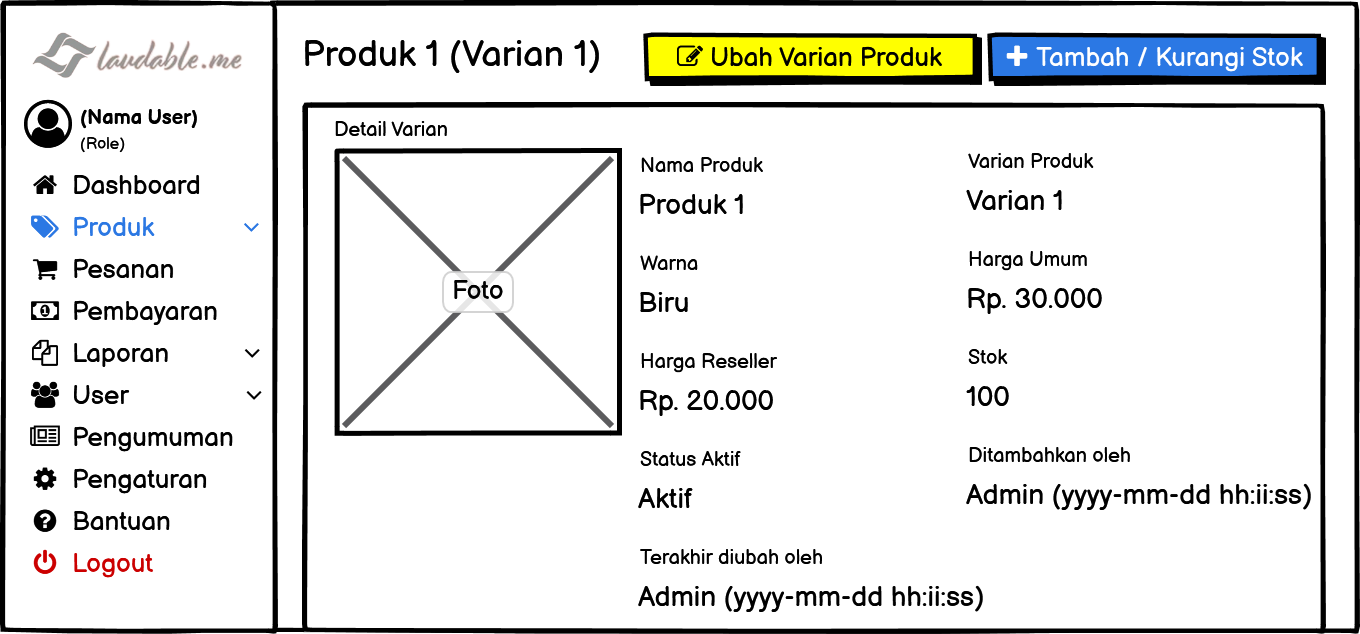 laudable.me
(Nama User)
(Role)
Dashboard
Produk
Pesanan
Pembayaran
Laporan
User
Pengumuman
Pengaturan
Bantuan
Logout
Produk 1 (Varian 1)
Ubah Varian Produk
Tambah / Kurangi Stok
Detail Varian
Foto
Nama Produk
Produk 1
Varian Produk
Varian 1
Warna
Biru
Harga Umum
Rp. 30.000
Harga Reseller
Rp. 20.000
Stok
100
Status Aktif
Aktif
Ditambahkan oleh
Admin (yyyy-mm-dd hh:ii:ss)
Terakhir diubah oleh
Admin (yyyy-mm-dd hh:ii:ss)